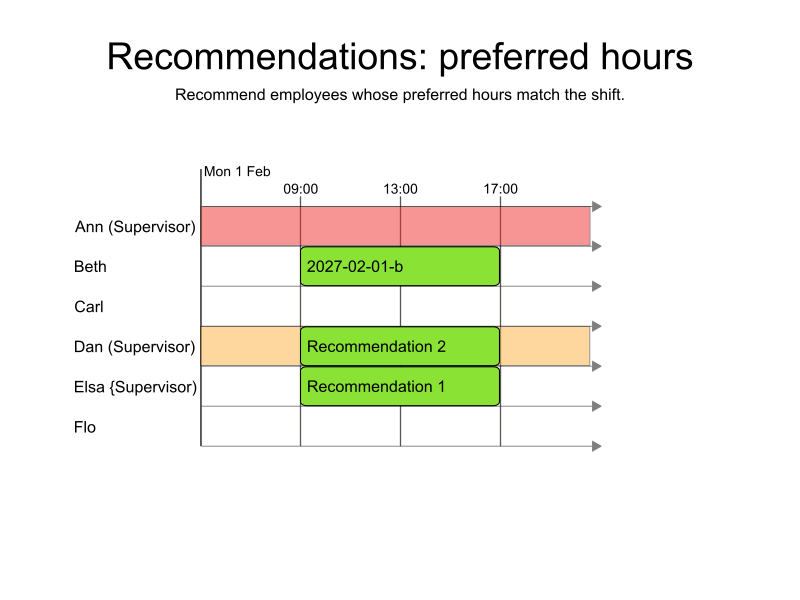 Recommendations: preferred hours
Recommend employees whose preferred hours match the shift.
Mon 1 Feb
09:00 13:00 17:00
Ann (Supervisor)
Beth 2027-02-01-b
Carl
Dan (Supervisor) Recommendation 2
Elsa {Supervisor) Recommendation 1
Flo